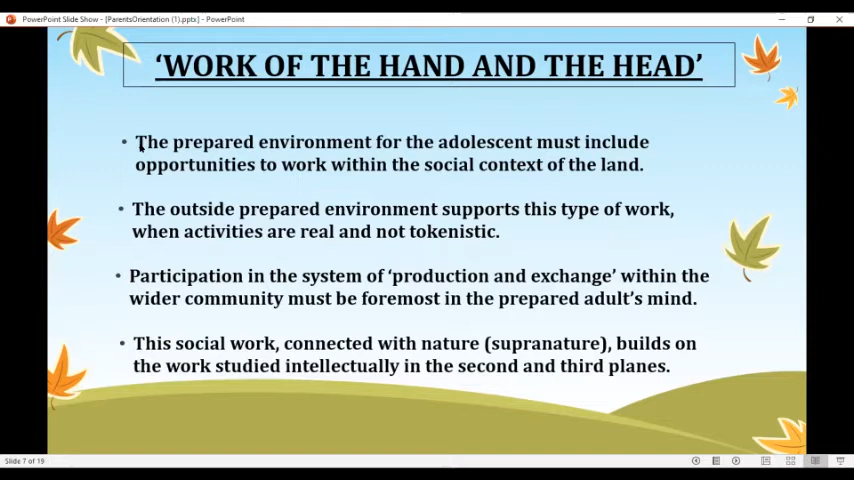 PowerPoint Slide Show - [ParentsOrientation (1).pptx] - PowerPoint
‘WORK OF THE HAND AND THE HEAD’
• The prepared environment for the adolescent must include
opportunities to work within the social context of the land.
• The outside prepared environment supports this type of work,
when activities are real and not tokenistic.
• Participation in the system of ‘production and exchange’ within the
wider community must be foremost in the prepared adult’s mind.
• This social work, connected with nature (supranature), builds on
the work studied intellectually in the second and third planes.
Slide 7 of 19